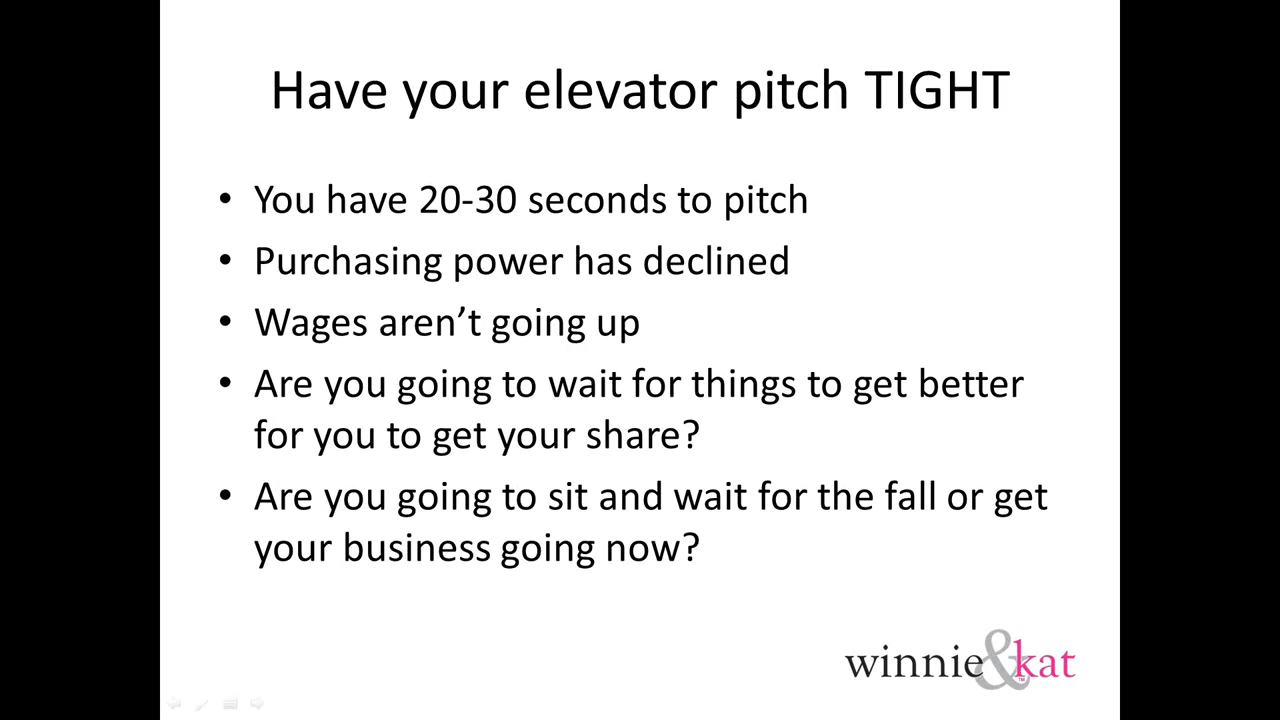 Have your elevator pitch TIGHT
• You have 20-30 seconds to pitch
• Purchasing power has declined
• Wages aren’t going up
• Are you going to wait for things to get better
for you to get your share?
• Are you going to sit and wait for the fall or get
your business going now?
winnie&kat™